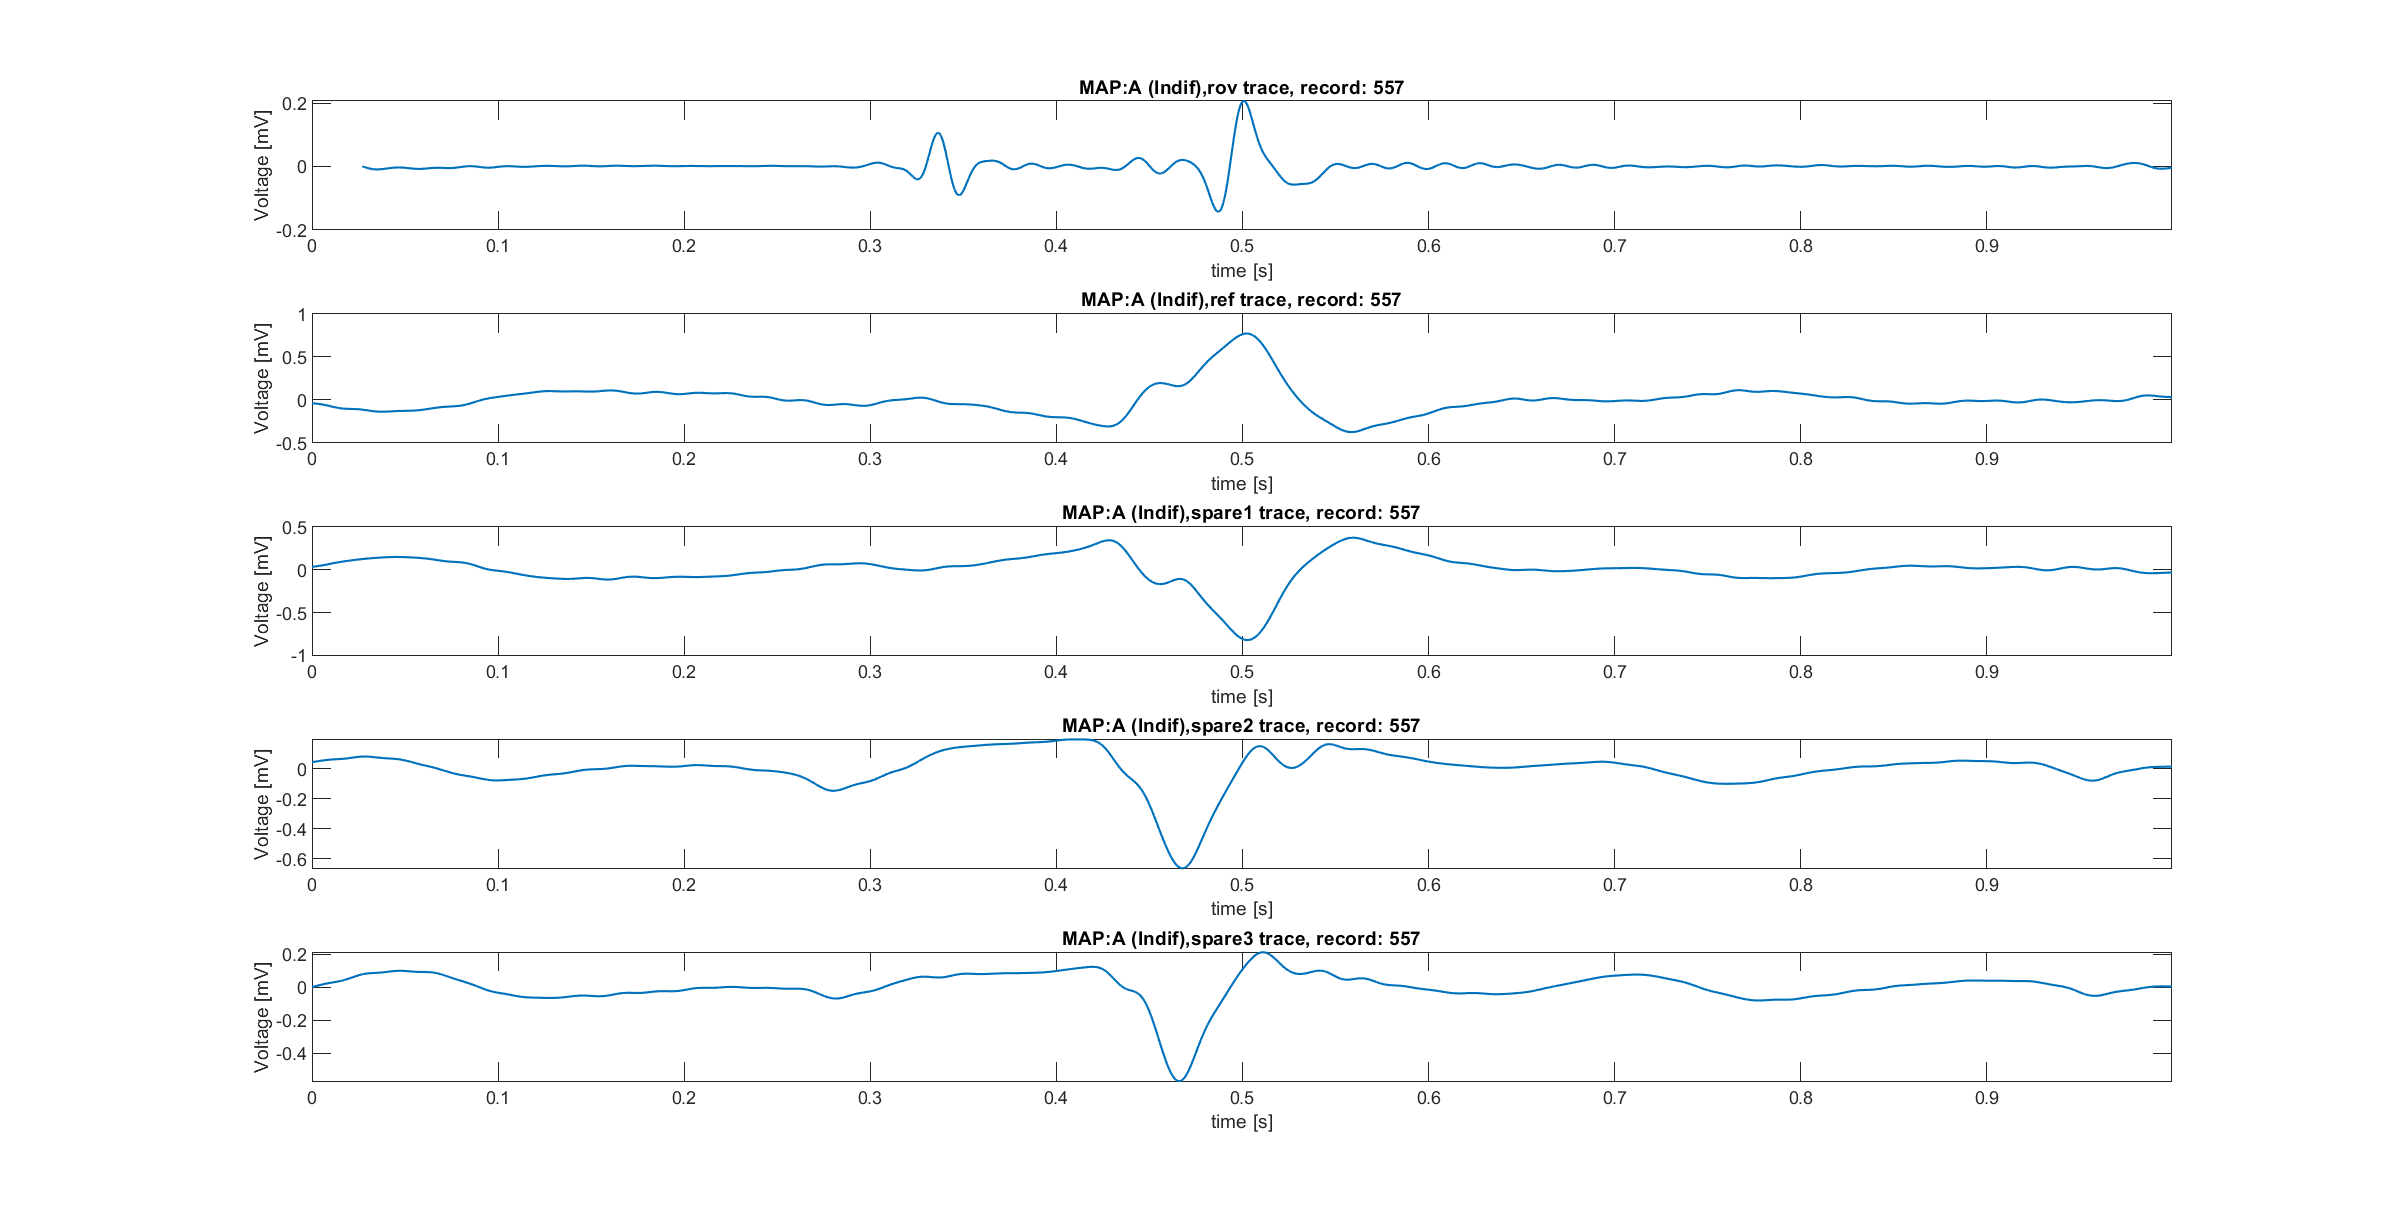 MAP:A (Indif),rov trace, record: 557
Voltage [mV]
0.2
0
-0.2
0 0.1 0.2 0.3 0.4 0.5 0.6 0.7 0.8 0.9
time [s]
MAP:A (Indif),ref trace, record: 557
Voltage [mV]
1
0.5
0
-0.5
0 0.1 0.2 0.3 0.4 0.5 0.6 0.7 0.8 0.9
time [s]
MAP:A (Indif),spare1 trace, record: 557
Voltage [mV]
0.5
0
-0.5
-1
0 0.1 0.2 0.3 0.4 0.5 0.6 0.7 0.8 0.9
time [s]
MAP:A (Indif),spare2 trace, record: 557
Voltage [mV]
0
-0.2
-0.4
-0.6
0 0.1 0.2 0.3 0.4 0.5 0.6 0.7 0.8 0.9
time [s]
MAP:A (Indif),spare3 trace, record: 557
Voltage [mV]
0.2
0
-0.2
-0.4
0 0.1 0.2 0.3 0.4 0.5 0.6 0.7 0.8 0.9
time [s]